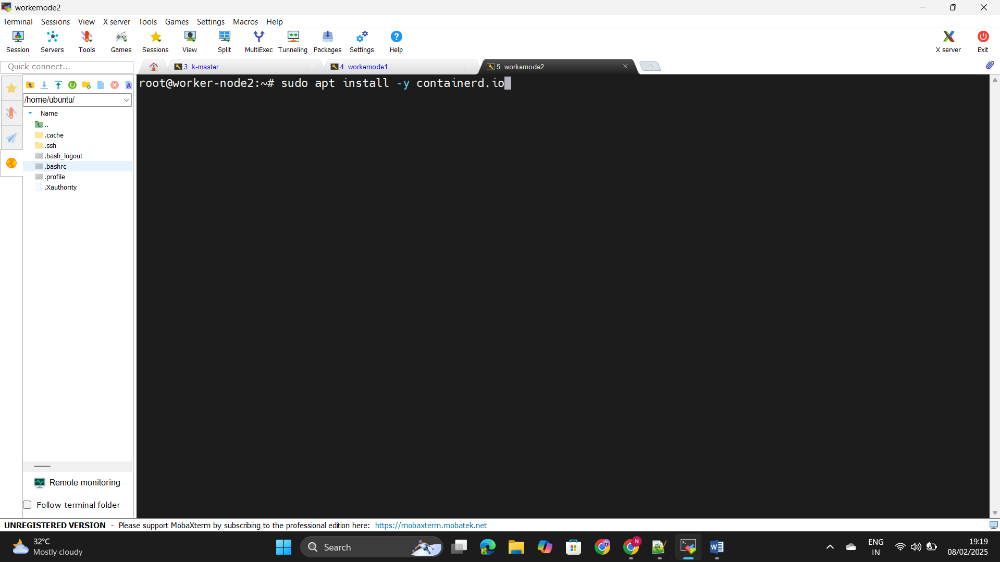 workernode2
Terminal Sessions View X server Tools Games Settings Macros Help
Session Servers Tools Games Sessions View Split MultiExec Tunneling Packages Settings Help X server Exit
Quick connect...
3. k-master
4. workernode1
5. workernode2
/home/ubuntu/
Name
..
.cache
.ssh
.bash_logout
.bashrc
.profile
.Xauthority
root@worker-node2:~# sudo apt install -y containerd.io
Remote monitoring
Follow terminal folder
UNREGISTERED VERSION - Please support MobaXterm by subscribing to the professional edition here: https://mobaxterm.mobatek.net
32°C
Mostly cloudy
Search
N
ENG
IN
19:19
08/02/2025